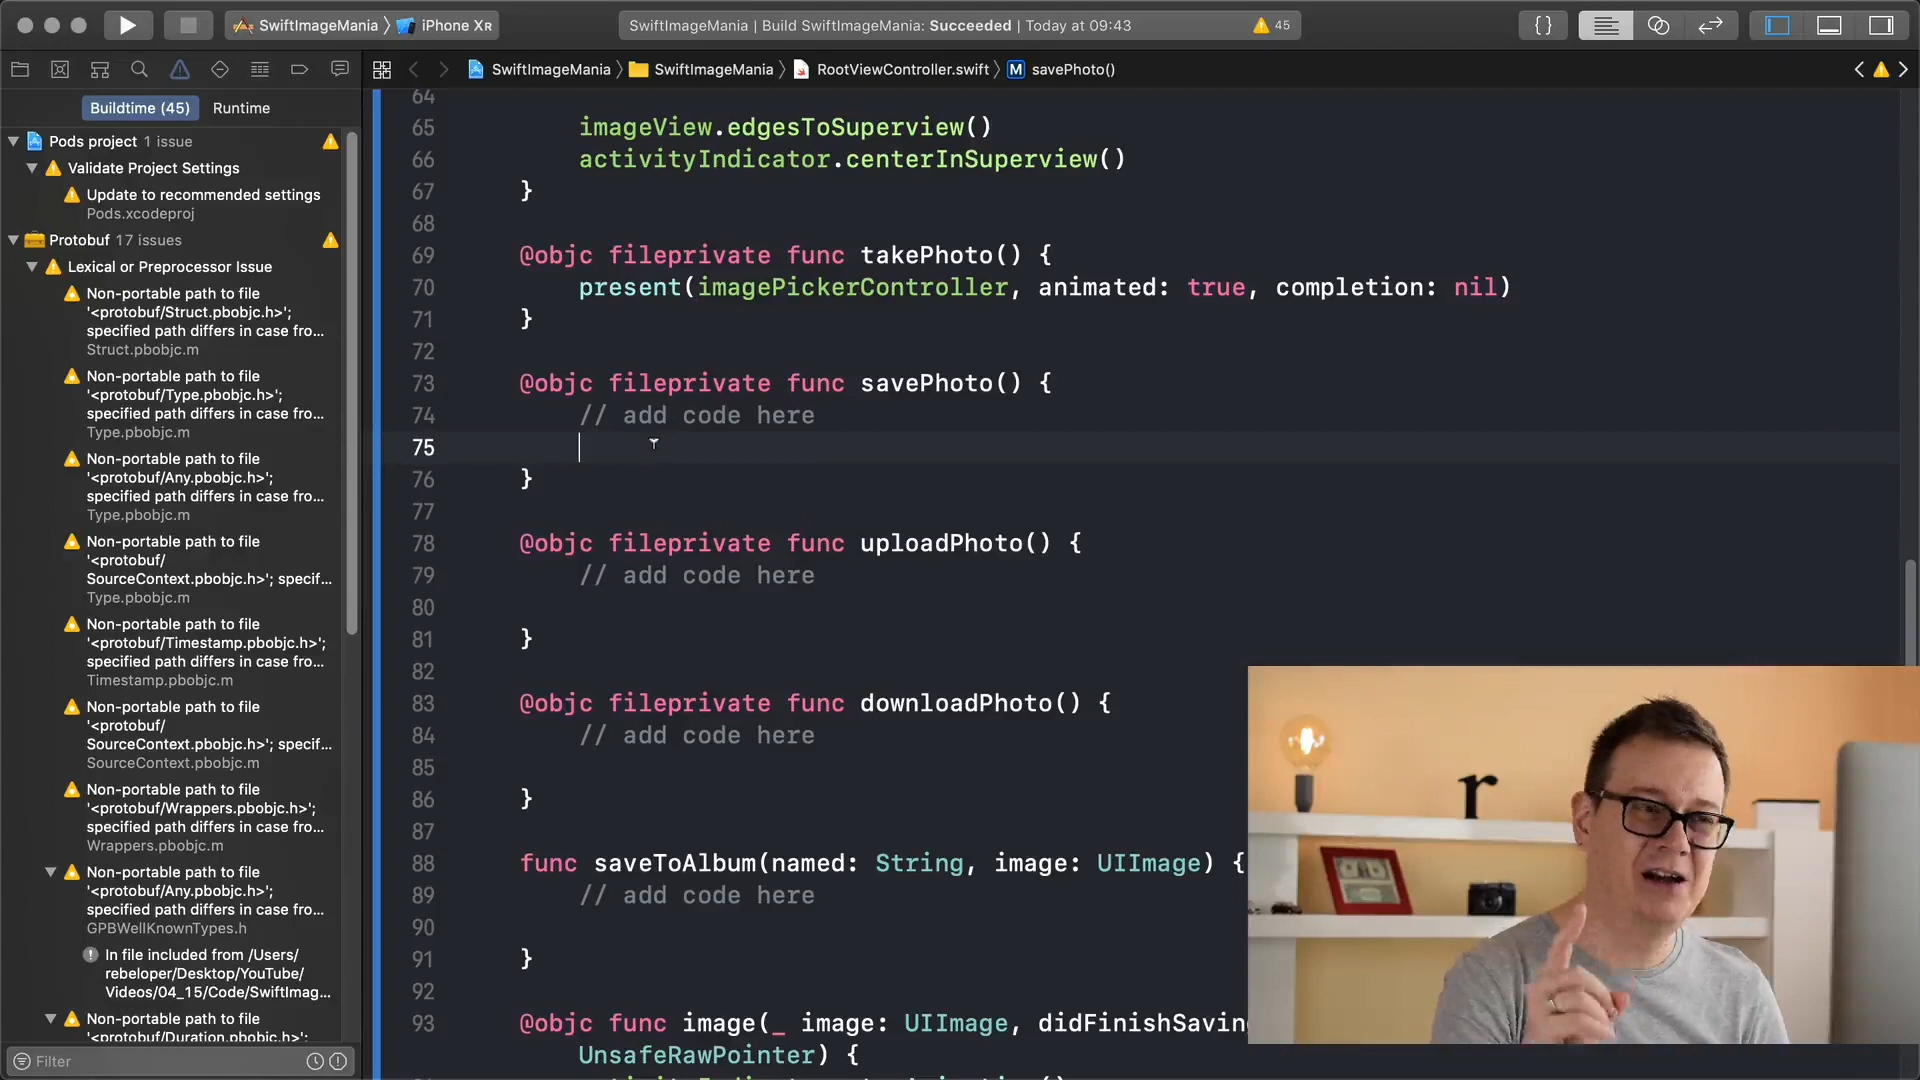 SwiftImageMania 〉 iPhone XR
SwiftImageMania | Build SwiftImageMania: Succeeded | Today at 09:43
45
{}
SwiftImageMania 〉 SwiftImageMania 〉 RootViewController.swift 〉 M savePhoto()
Buildtime (45) Runtime
Pods project 1 issue
Validate Project Settings
Update to recommended settings
Pods.xcodeproj
Protobuf 17 issues
Lexical or Preprocessor Issue
Non-portable path to file
'<protobuf/Struct.pbobjc.h>';
specified path differs in case fro...
Struct.pbobjc.m
Non-portable path to file
'<protobuf/Type.pbobjc.h>';
specified path differs in case fro...
Type.pbobjc.m
Non-portable path to file
'<protobuf/Any.pbobjc.h>';
specified path differs in case fro...
Type.pbobjc.m
Non-portable path to file
'<protobuf/
SourceContext.pbobjc.h>'; specif...
Type.pbobjc.m
Non-portable path to file
'<protobuf/Timestamp.pbobjc.h>';
specified path differs in case fro...
Timestamp.pbobjc.m
Non-portable path to file
'<protobuf/
SourceContext.pbobjc.h>'; specif...
SourceContext.pbobjc.m
Non-portable path to file
'<protobuf/Wrappers.pbobjc.h>';
specified path differs in case fro...
Wrappers.pbobjc.m
Non-portable path to file
'<protobuf/Any.pbobjc.h>';
specified path differs in case fro...
GPBWellKnownTypes.h
In file included from /Users/
rebeloper/Desktop/YouTube/
Videos/04_15/Code/SwiftImag...
Non-portable path to file
'<protobuf/Duration.pbobjc.h>';
Filter
64
65 imageView.edgesToSuperview()
66 activityIndicator.centerInSuperview()
67 }
68
69 @objc fileprivate func takePhoto() {
70 present(imagePickerController, animated: true, completion: nil)
71 }
72
73 @objc fileprivate func savePhoto() {
74 // add code here
75
76 }
77
78 @objc fileprivate func uploadPhoto() {
79 // add code here
80
81 }
82
83 @objc fileprivate func downloadPhoto() {
84 // add code here
85
86 }
87
88 func saveToAlbum(named: String, image: UIImage) {
89 // add code here
90
91 }
92
93 @objc func image(_ image: UIImage, didFinishSavin
UnsafeRawPointer) {
r